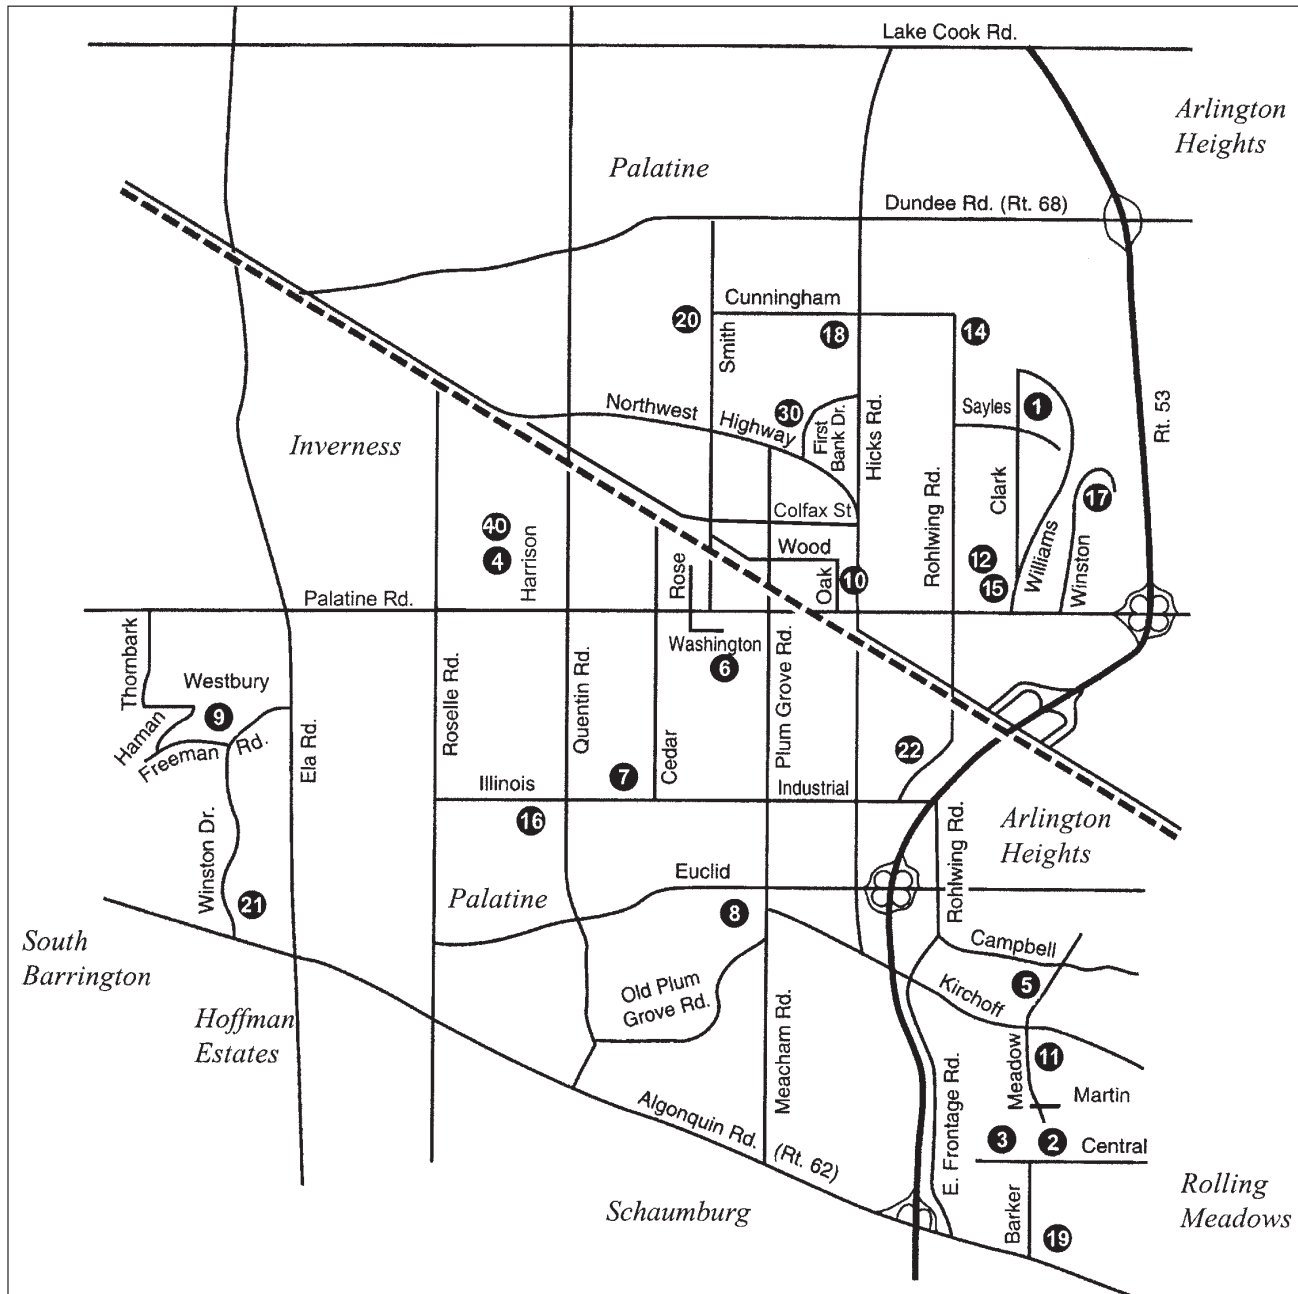 Lake Cook Rd.
Arlington
Heights
Palatine
Dundee Rd. (Rt. 68)
Cunningham
20
18
14
Smith
Northwest
Highway
30
First
Bank Dr.
Hicks Rd.
Sayles
1
Rt. 53
Inverness
Colfax St
Clark
17
40
4
Harrison
Wood
Rose
Oak
10
Rohlwing Rd.
12
15
Williams
Winston
Palatine Rd.
Thornbark
Washington
6
Westbury
9
Haman
Freeman
Rd.
Ela Rd.
Roselle Rd.
Quentin Rd.
Cedar
Plum Grove Rd.
22
7
Illinois
Industrial
16
Winston Dr.
21
Arlington
Heights
Rohlwing Rd.
Euclid
Palatine
8
South
Barrington
Campbell
5
Kirchoff
Old Plum
Grove Rd.
Hoffman
Estates
Meacham Rd.
Meadow
11
Martin
E. Frontage Rd.
3
2
Central
Algonquin Rd.
(Rt. 62)
Schaumburg
Barker
19
Rolling
Meadows